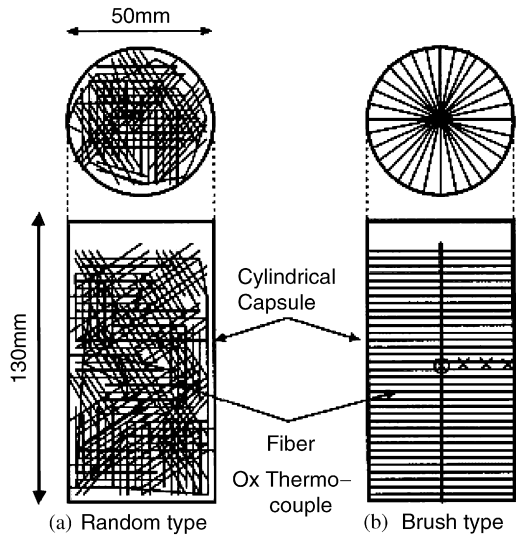 50mm
130mm
Cylindrical
Capsule
Fiber
Ox Thermo–
couple
(a) Random type
(b) Brush type